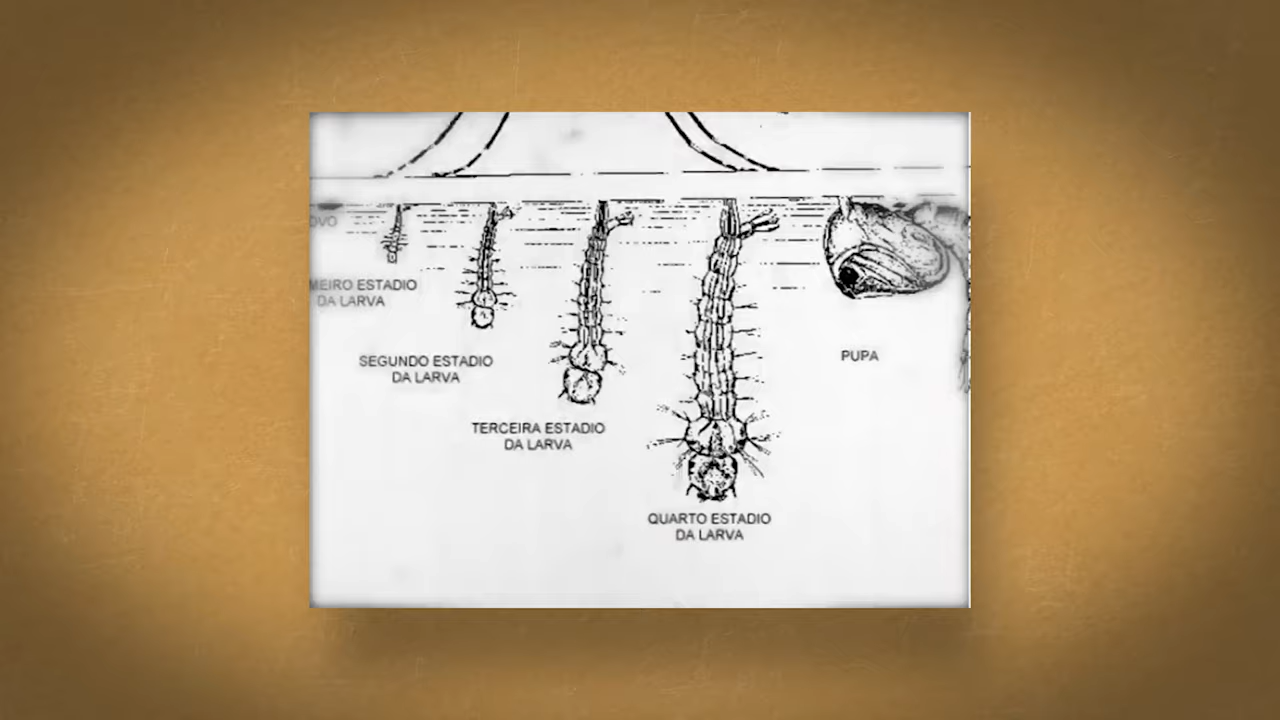 OVO
MEIRO ESTADIO
DA LARVA
SEGUNDO ESTADIO
DA LARVA
TERCEIRA ESTADIO
DA LARVA
QUARTO ESTADIO
DA LARVA
PUPA